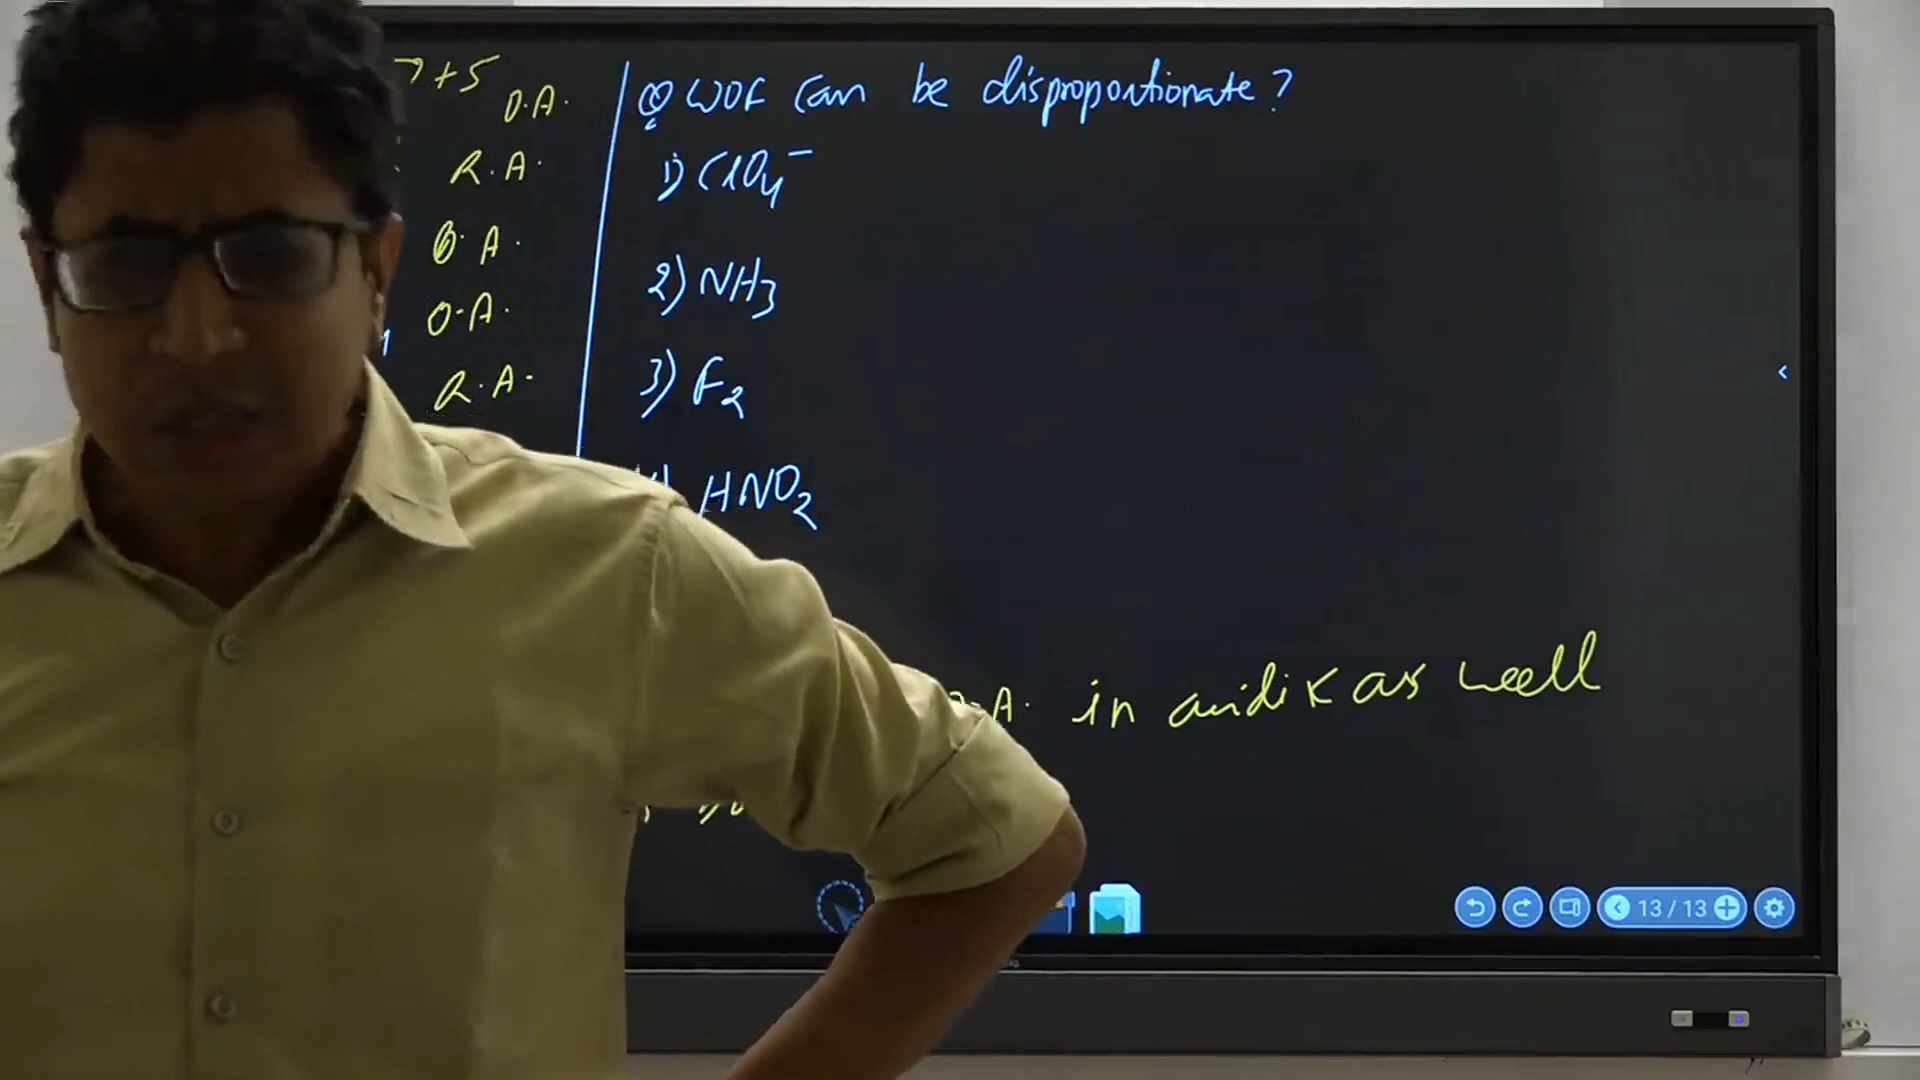 7+5 O.A.
R.A.
O.A.
O.A.
R.A.
Q WOF can be disproportionate?
1) ClO4⁻
2) NH3
3) F2
HNO2
A. in acidic as well
13/13